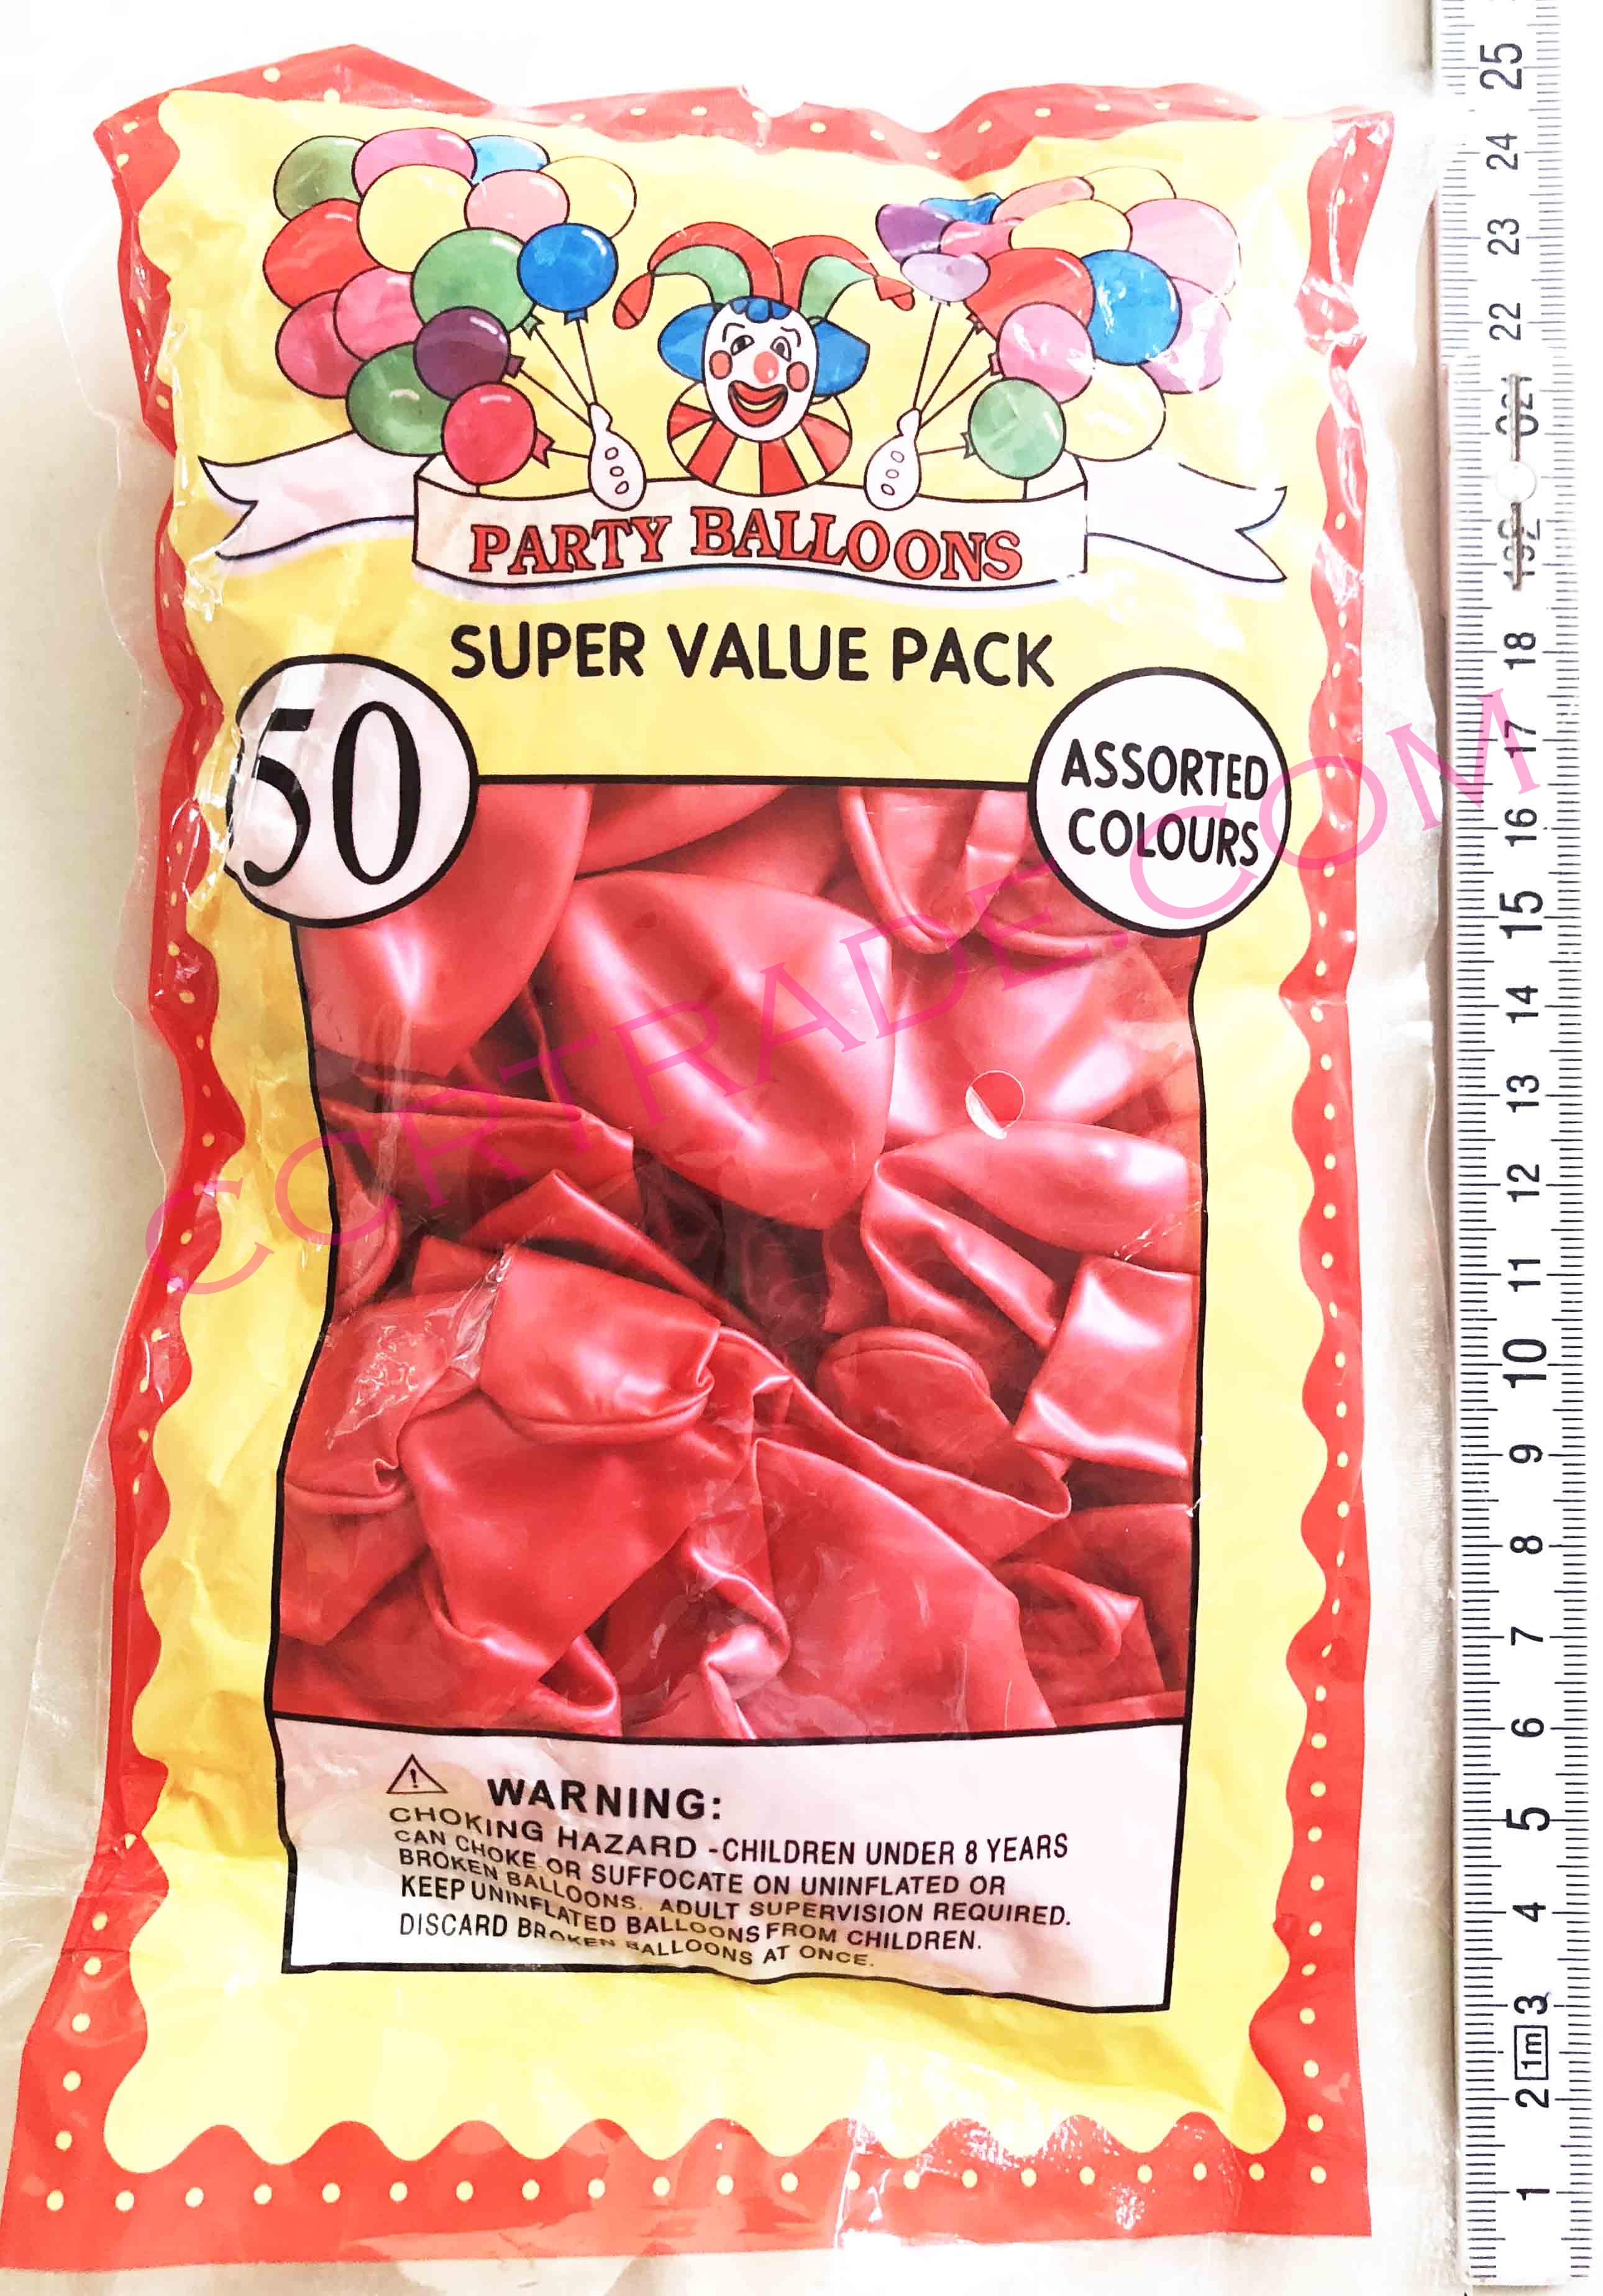 PARTY BALLOONS
SUPER VALUE PACK
50
ASSORTED
COLOURS
CCRTRADE.COM
WARNING:
CHOKING HAZARD -CHILDREN UNDER 8 YEARS
CAN CHOKE OR SUFFOCATE ON UNINFLATED OR
BROKEN BALLOONS. ADULT SUPERVISION REQUIRED.
KEEP UNINFLATED BALLOONS FROM CHILDREN.
DISCARD BROKEN BALLOONS AT ONCE.
25
24
23
22
18
17
16
15
14
13
12
11
10
9
8
7
6
5
4
3
1m
2
1